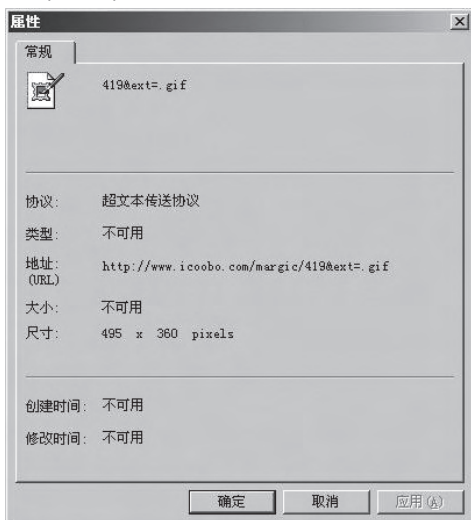 属性
常规
419&ext=.gif
协议: 超文本传送协议
类型: 不可用
地址: http://www.icoobo.com/margic/419&ext=.gif
(URL)
大小: 不可用
尺寸: 495 x 360 pixels
创建时间: 不可用
修改时间: 不可用
确定 取消 应用(A)